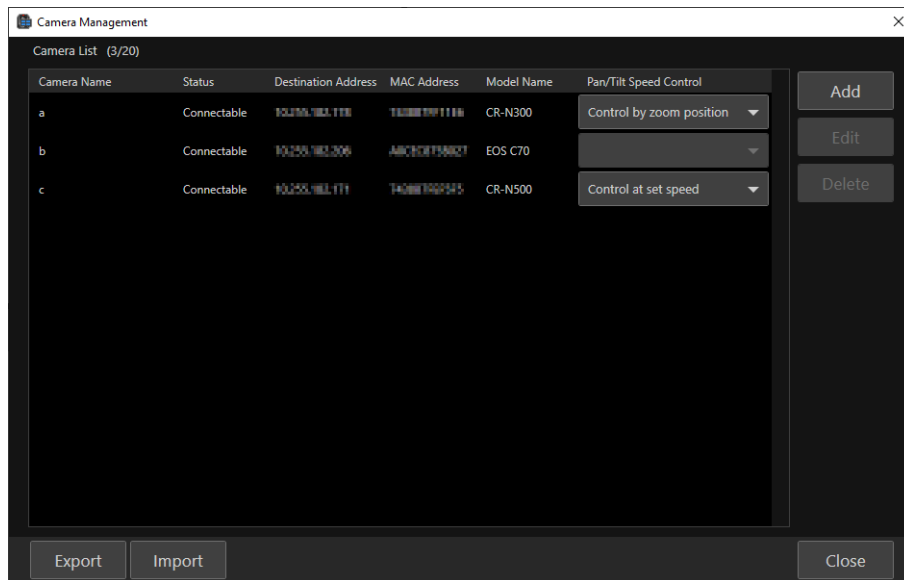 Camera Management
Camera List (3/20)
Camera Name Status Destination Address MAC Address Model Name Pan/Tilt Speed Control
a Connectable CR-N300 Control by zoom position
b Connectable EOS C70
c Connectable CR-N500 Control at set speed
Add
Edit
Delete
Export Import Close